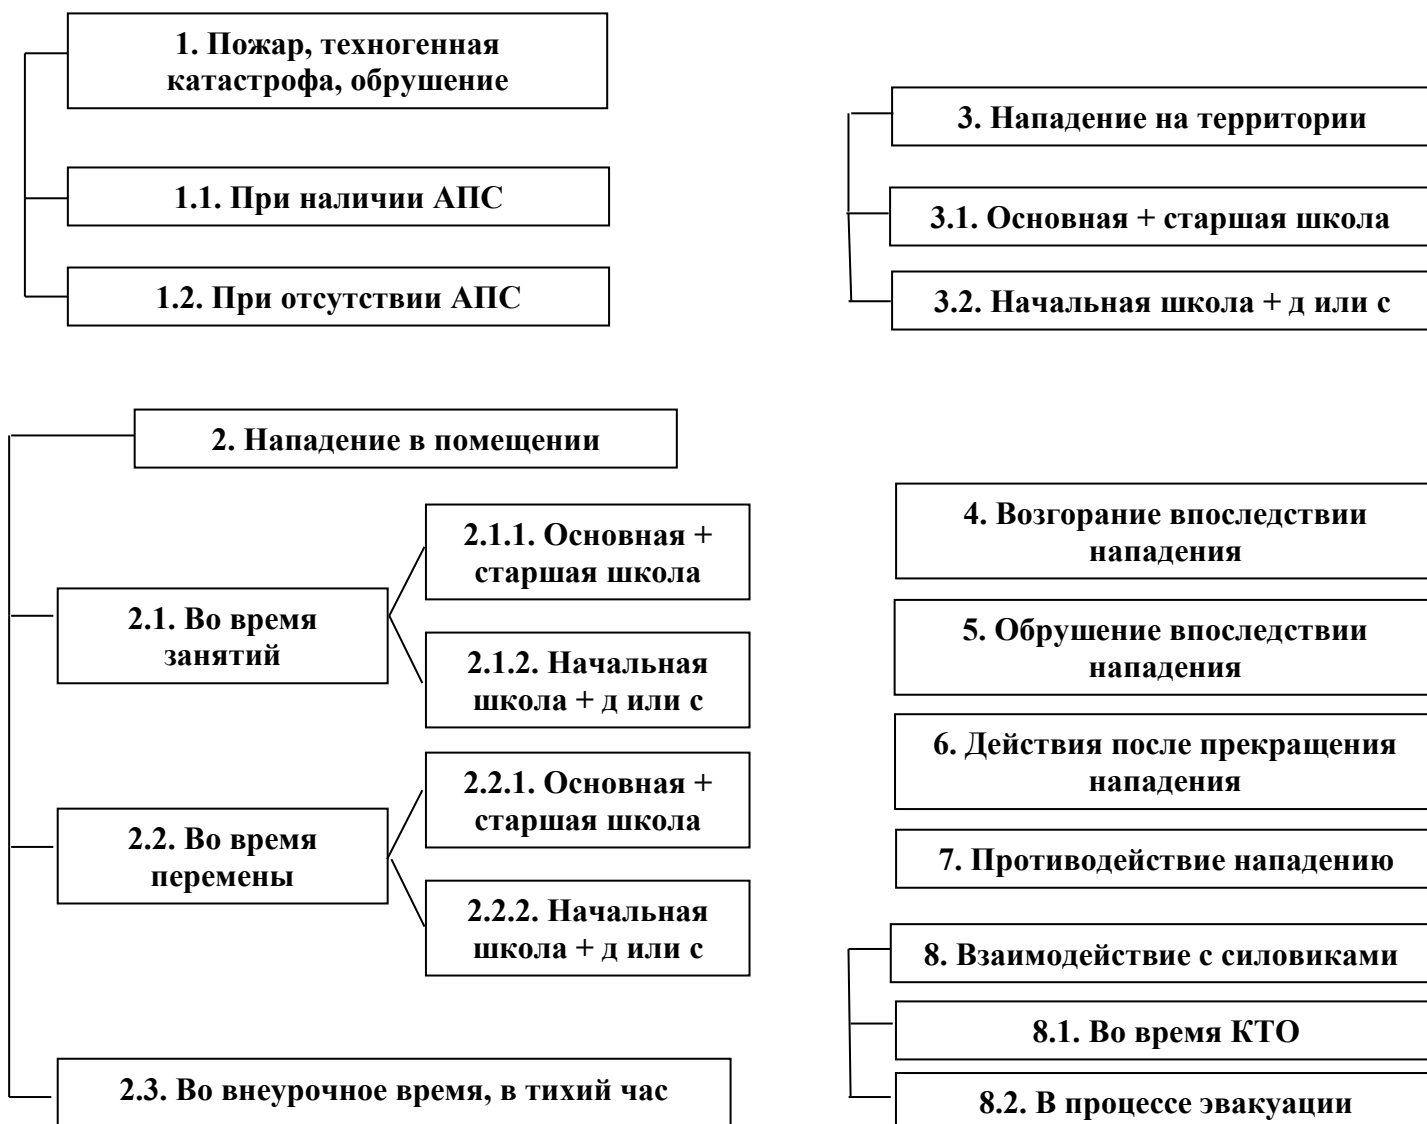 1. Пожар, техногенная
катастрофа, обрушение
1.1. При наличии АПС
1.2. При отсутствии АПС
2. Нападение в помещении
2.1. Во время
занятий
2.1.1. Основная +
старшая школа
2.1.2. Начальная
школа + д или с
2.2. Во время
перемены
2.2.1. Основная +
старшая школа
2.2.2. Начальная
школа + д или с
2.3. Во внеурочное время, в тихий час
3. Нападение на территории
3.1. Основная + старшая школа
3.2. Начальная школа + д или с
4. Возгорание впоследствии
нападения
5. Обрушение впоследствии
нападения
6. Действия после прекращения
нападения
7. Противодействие нападению
8. Взаимодействие с силовиками
8.1. Во время КТО
8.2. В процессе эвакуации